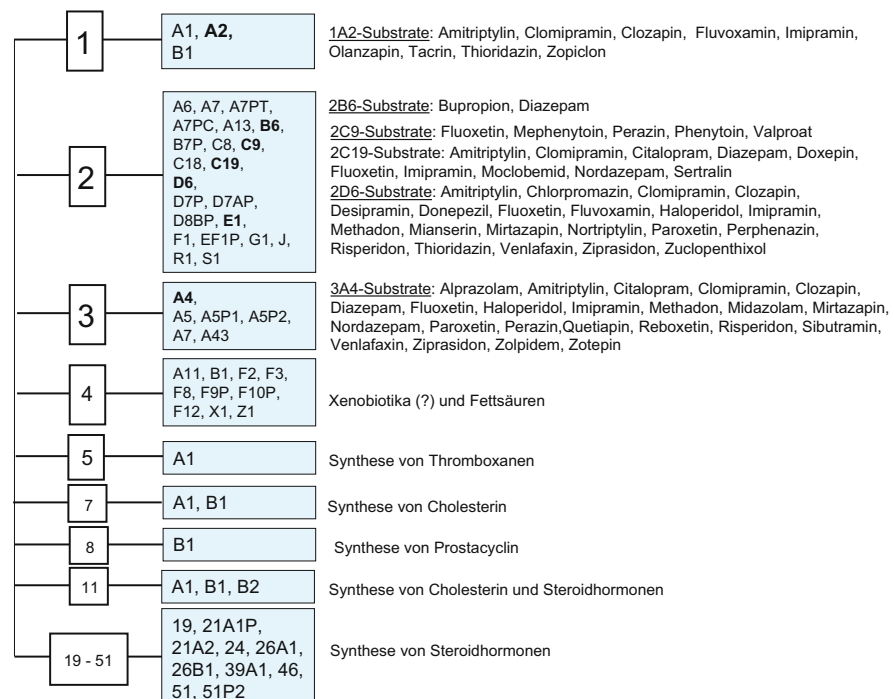 1
A1, A2,
B1
1A2-Substrate: Amitriptylin, Clomipramin, Clozapin, Fluvoxamin, Imipramin,
Olanzapin, Tacrin, Thioridazin, Zopiclon
2
A6, A7, A7PT,
A7PC, A13, B6,
B7P, C8, C9,
C18, C19,
D6,
D7P, D7AP,
D8BP, E1,
F1, EF1P, G1, J,
R1, S1
2B6-Substrate: Bupropion, Diazepam
2C9-Substrate: Fluoxetin, Mephenytoin, Perazin, Phenytoin, Valproat
2C19-Substrate: Amitriptylin, Clomipramin, Citalopram, Diazepam, Doxepin,
Fluoxetin, Imipramin, Moclobemid, Nordazepam, Sertralin
2D6-Substrate: Amitriptylin, Chlorpromazin, Clomipramin, Clozapin,
Desipramin, Donepezil, Fluoxetin, Fluvoxamin, Haloperidol, Imipramin,
Methadon, Mianserin, Mirtazapin, Nortriptylin, Paroxetin, Perphenazin,
Risperidon, Thioridazin, Venlafaxin, Ziprasidon, Zuclopenthixol
3
A4,
A5, A5P1, A5P2,
A7, A43
3A4-Substrate: Alprazolam, Amitriptylin, Citalopram, Clomipramin, Clozapin,
Diazepam, Fluoxetin, Haloperidol, Imipramin, Methadon, Midazolam, Mirtazapin,
Nordazepam, Paroxetin, Perazin,Quetiapin, Reboxetin, Risperidon, Sibutramin,
Venlafaxin, Ziprasidon, Zolpidem, Zotepin
4
A11, B1, F2, F3,
F8, F9P, F10P,
F12, X1, Z1
Xenobiotika (?) und Fettsäuren
5
A1
Synthese von Thromboxanen
7
A1, B1
Synthese von Cholesterin
8
B1
Synthese von Prostacyclin
11
A1, B1, B2
Synthese von Cholesterin und Steroidhormonen
19 - 51
19, 21A1P,
21A2, 24, 26A1,
26B1, 39A1, 46,
51, 51P2
Synthese von Steroidhormonen